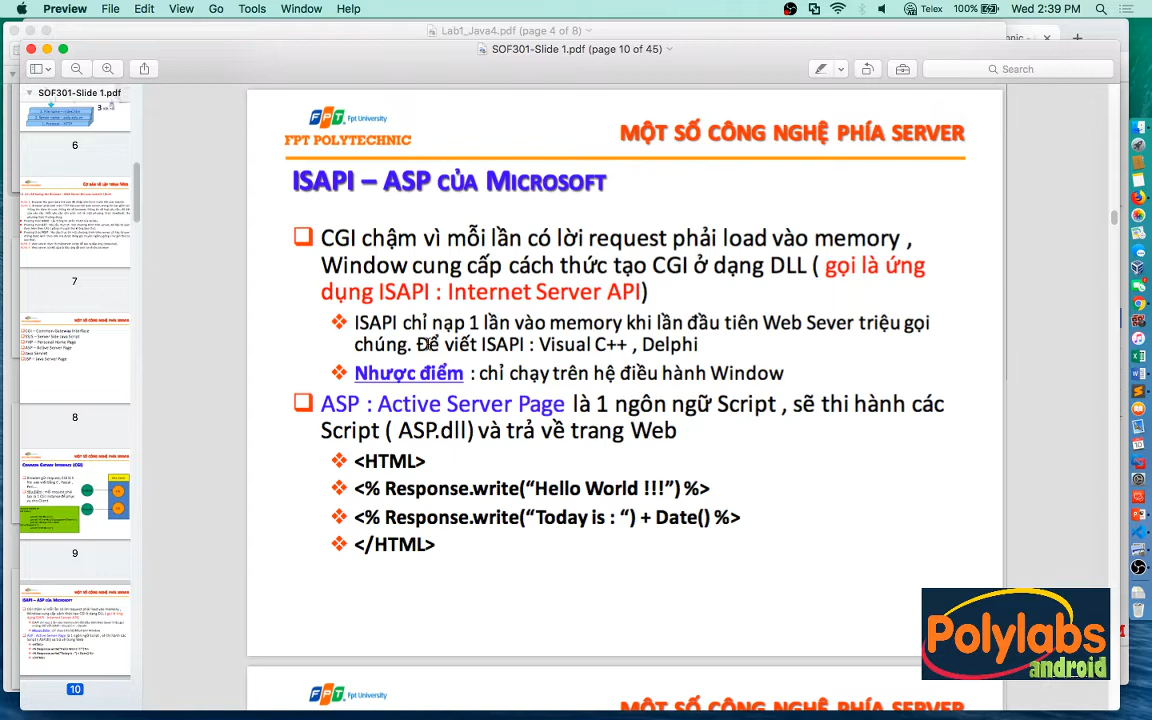 Preview File Edit View Go Tools Window Help Telex 100% Wed 2:39 PM
Lab1_Java4.pdf (page 4 of 8)
SOF301-Slide 1.pdf (page 10 of 45)
Search
SOF301-Slide 1.pdf
6
7
8
9
10
FPT Fpt University
FPT POLYTECHNIC
MỘT SỐ CÔNG NGHỆ PHÍA SERVER
ISAPI – ASP CỦA MICROSOFT
CGI chậm vì mỗi lần có lời request phải load vào memory ,
Window cung cấp cách thức tạo CGI ở dạng DLL ( gọi là ứng
dụng ISAPI : Internet Server API)
ISAPI chỉ nạp 1 lần vào memory khi lần đầu tiên Web Sever triệu gọi
chúng. Để viết ISAPI : Visual C++ , Delphi
Nhược điểm : chỉ chạy trên hệ điều hành Window
ASP : Active Server Page là 1 ngôn ngữ Script , sẽ thi hành các
Script ( ASP.dll) và trả về trang Web
<HTML>
<% Response.write(“Hello World !!!”) %>
<% Response.write(“Today is : “) + Date() %>
</HTML>
Polylabs
android
FPT Fpt University
MỘT SỐ CÔNG NGHỆ PHÍA SERVER